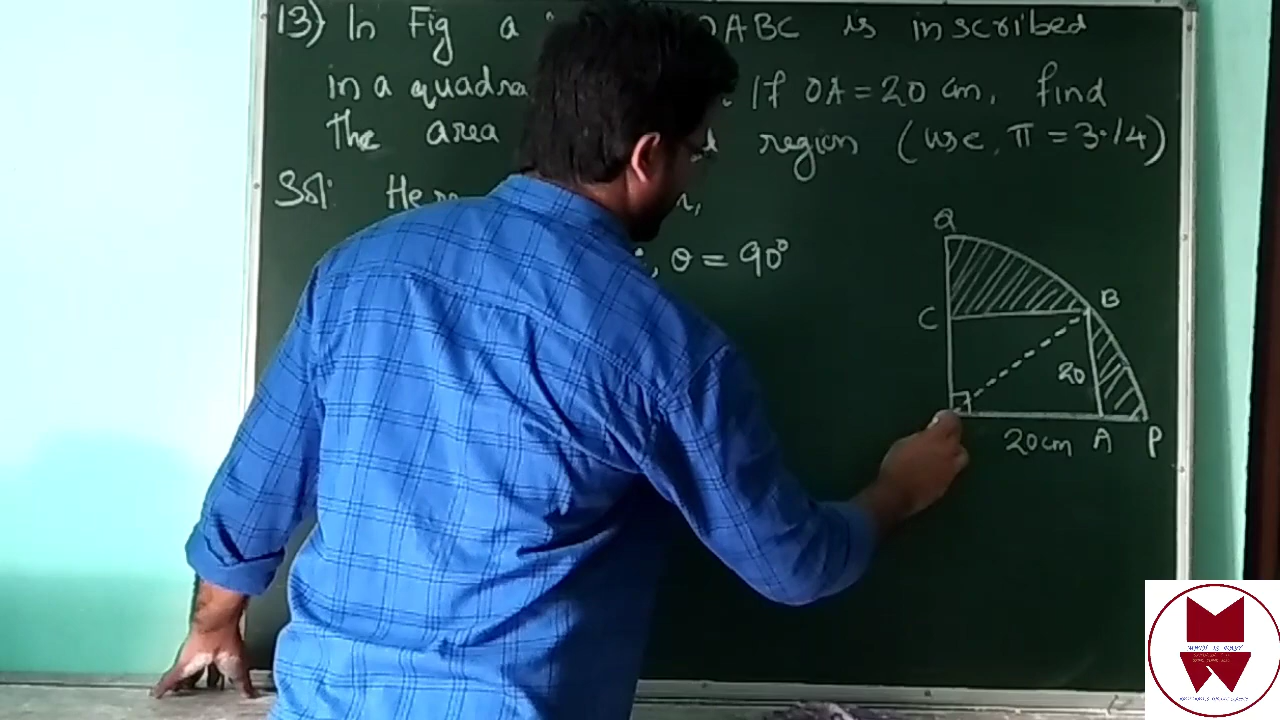 13) In Fig a OABC is inscribed
in a quadra . If OA = 20 cm, find
the area region (use, π = 3.14)
Sol: Here ,
, θ = 90°
Q
C
B
20
20cm A P